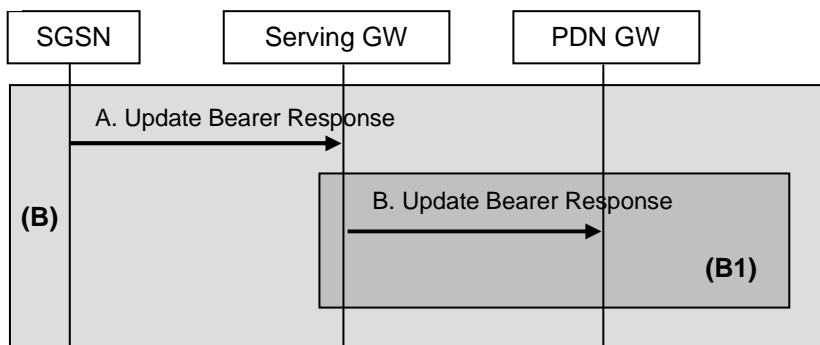 SGSN
Serving GW
PDN GW
A. Update Bearer Response
B. Update Bearer Response
(B)
(B1)